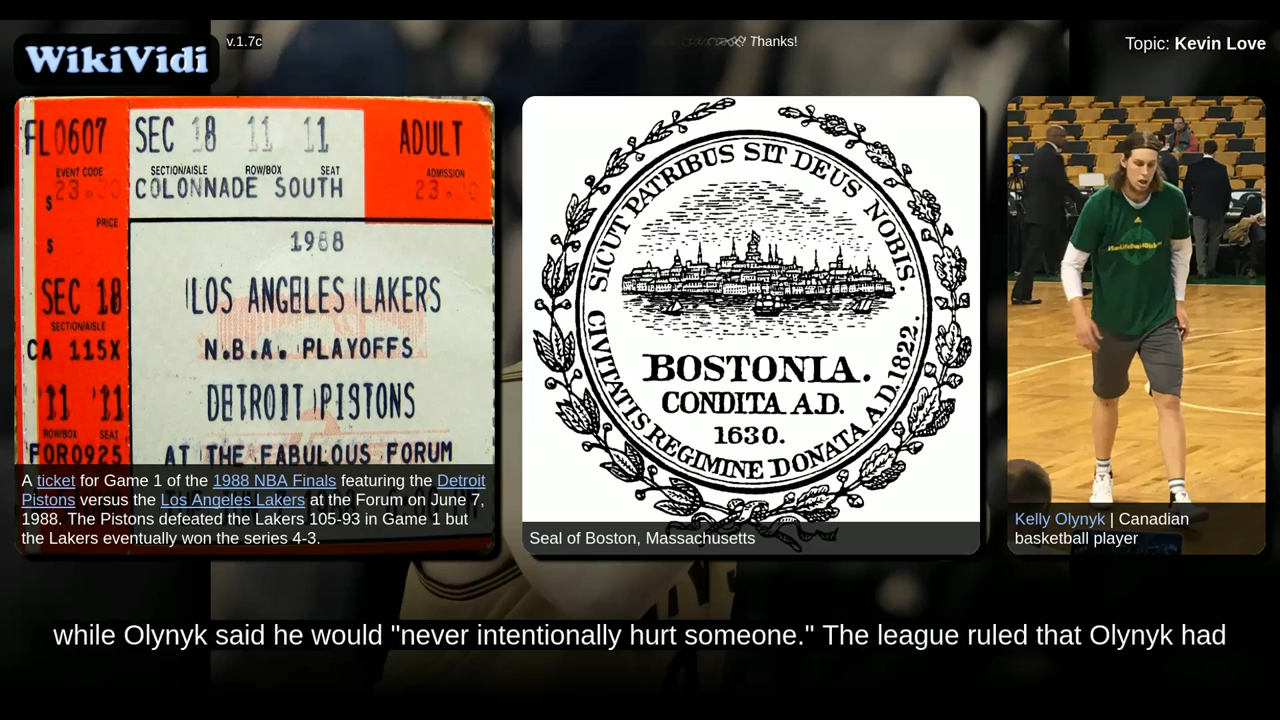 WikiVidi
v.1.7c
Thanks!
Topic: Kevin Love
FL0607
SEC 18 11 11
ADULT
EVENT CODE
SECTION/AISLE ROW/BOX SEAT
ADMISSION
$
COLONNADE SOUTH
PRICE
1988
$
SEC 18
LOS ANGELES LAKERS
SECTION/AISLE
CA 115X
N.B.A. PLAYOFFS
11 11
DETROIT PISTONS
ROW/BOX SEAT
FOR0925
AT THE FABULOUS FORUM
A ticket for Game 1 of the 1988 NBA Finals featuring the Detroit
Pistons versus the Los Angeles Lakers at the Forum on June 7,
1988. The Pistons defeated the Lakers 105-93 in Game 1 but
the Lakers eventually won the series 4-3.
SICUT PATRIBUS SIT DEUS NOBIS.
BOSTONIA.
CONDITA A.D.
1630.
CIVITATIS REGIMINE DONATA A.D. 1822.
Seal of Boston, Massachusetts
Kelly Olynyk | Canadian
basketball player
while Olynyk said he would "never intentionally hurt someone." The league ruled that Olynyk had